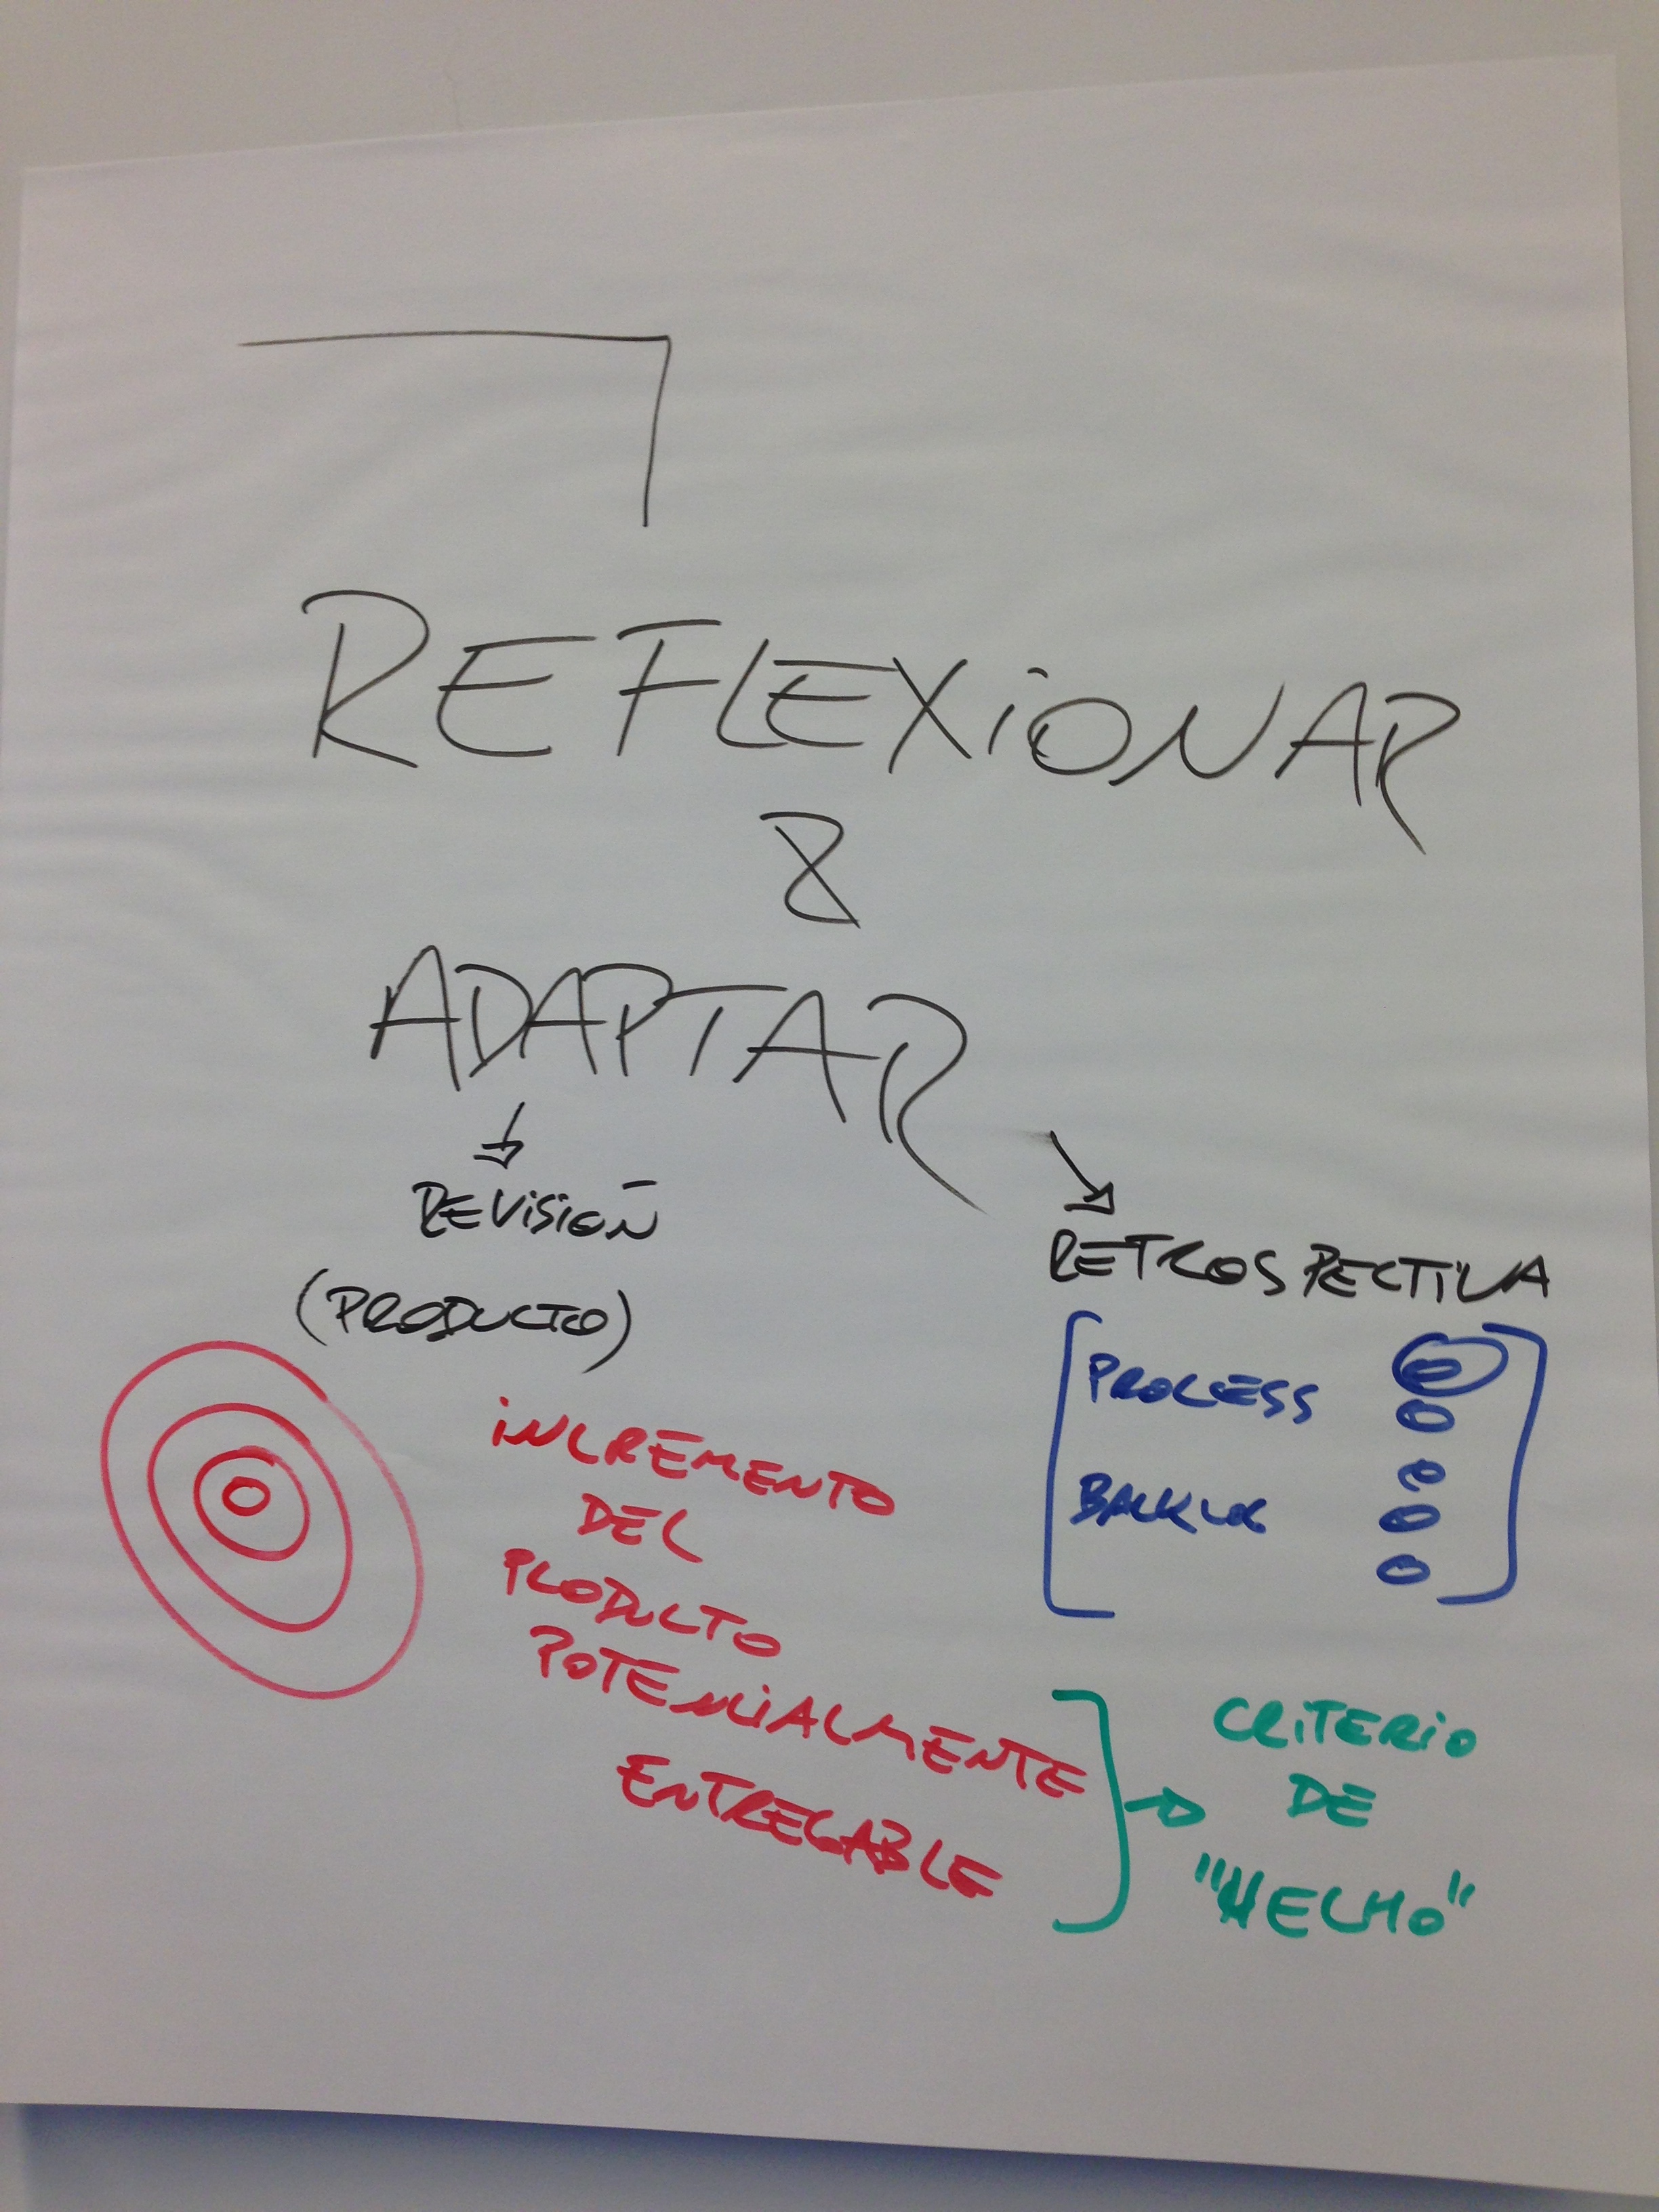 REFLEXiONAR
&
ADAPTAR
REViSiÓN
(PRODUCTO)
RETROSPECTIVA
PROCESS
BACKLOG
iNCREMENTO
DEL
PRODUCTO
POTENCiALMENTE
ENTREGABLE
CRiTERiO
DE
"HECHO"